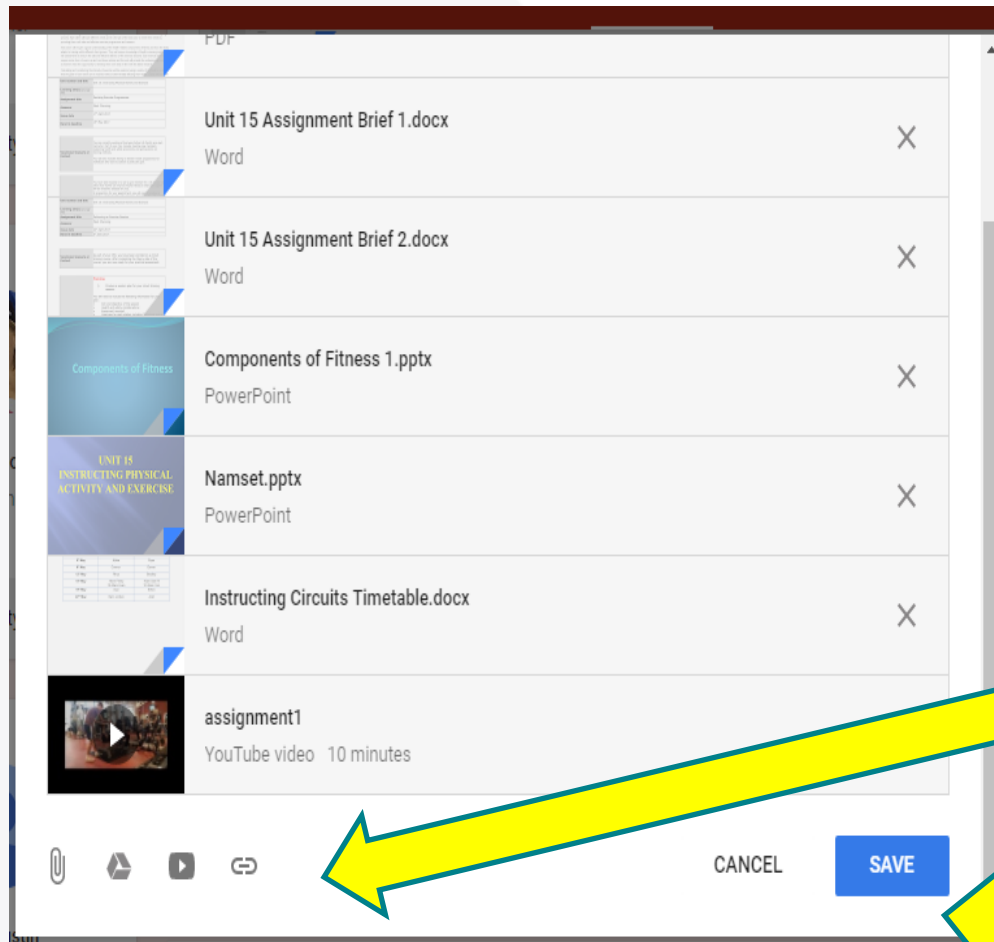 PDF
Unit 15 Assignment Brief 1.docx
Word
Unit 15 Assignment Brief 2.docx
Word
Components of Fitness
Components of Fitness 1.pptx
PowerPoint
UNIT 15
INSTRUCTING PHYSICAL
ACTIVITY AND EXERCISE
Namset.pptx
PowerPoint
Instructing Circuits Timetable.docx
Word
assignment1
YouTube video 10 minutes
CANCEL
SAVE